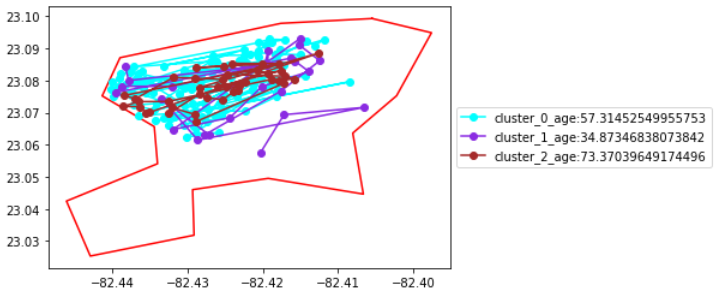 23.10
23.09
23.08
23.07
23.06
23.05
23.04
23.03
−82.44 −82.43 −82.42 −82.41 −82.40
cluster_0_age:57.31452549955753
cluster_1_age:34.87346838073842
cluster_2_age:73.37039649174496